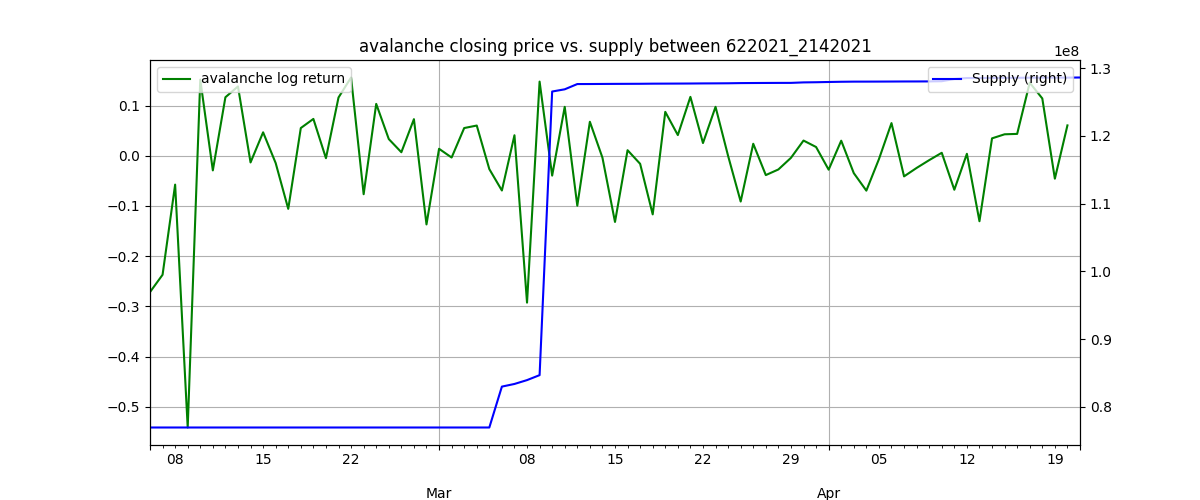 avalanche closing price vs. supply between 622021_2142021
1e8
avalanche log return
Supply (right)
0.1
0.0
−0.1
−0.2
−0.3
−0.4
−0.5
1.3
1.2
1.1
1.0
0.9
0.8
08 15 22 08 15 22 29 05 12 19
Mar Apr